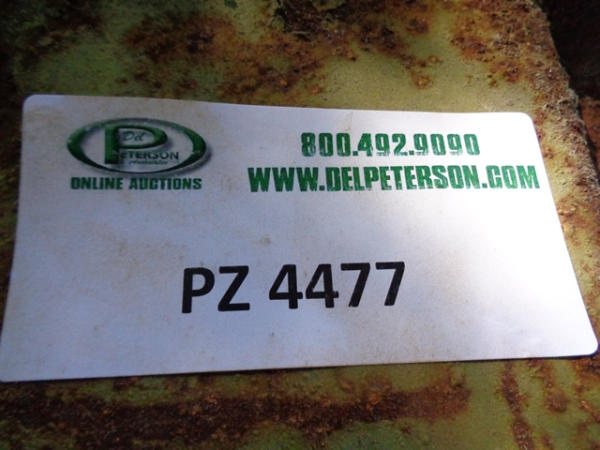 Del
PETERSON
800.492.9090
ONLINE AUCTIONS
WWW.DELPETERSON.COM
PZ 4477